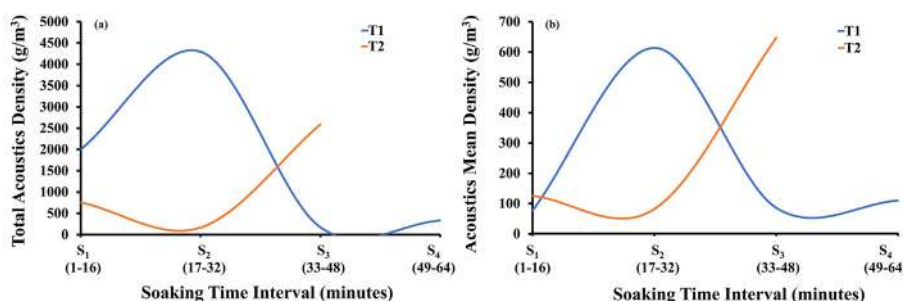 (a)
T1
T2
Total Acoustics Density (g/m³)
5000
4500
4000
3500
3000
2500
2000
1500
1000
500
0
S₁ S₂ S₃ S₄
(1-16) (17-32) (33-48) (49-64)
Soaking Time Interval (minutes)
(b)
T1
T2
Acoustics Mean Density (g/m³)
700
600
500
400
300
200
100
0
S₁ S₂ S₃ S₄
(1-16) (17-32) (33-48) (49-64)
Soaking Time Interval (minutes)